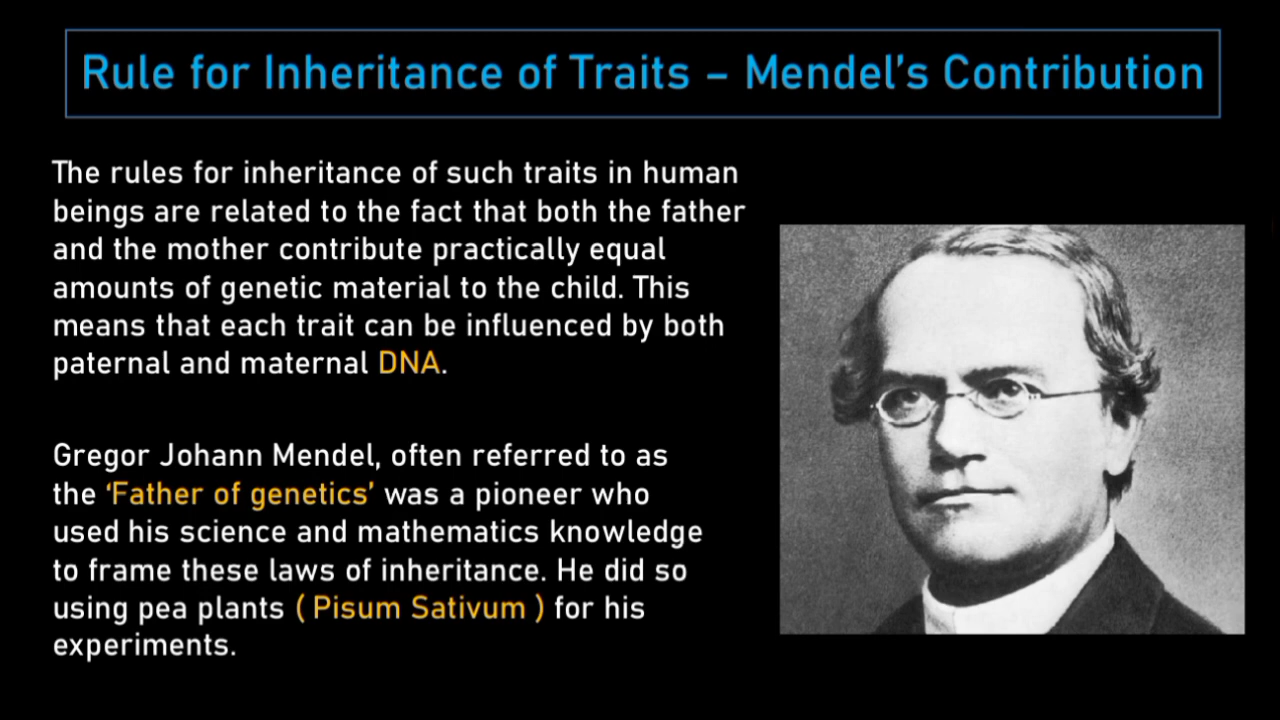 Rule for Inheritance of Traits – Mendel’s Contribution
The rules for inheritance of such traits in human
beings are related to the fact that both the father
and the mother contribute practically equal
amounts of genetic material to the child. This
means that each trait can be influenced by both
paternal and maternal DNA.
Gregor Johann Mendel, often referred to as
the ‘Father of genetics’ was a pioneer who
used his science and mathematics knowledge
to frame these laws of inheritance. He did so
using pea plants ( Pisum Sativum ) for his
experiments.